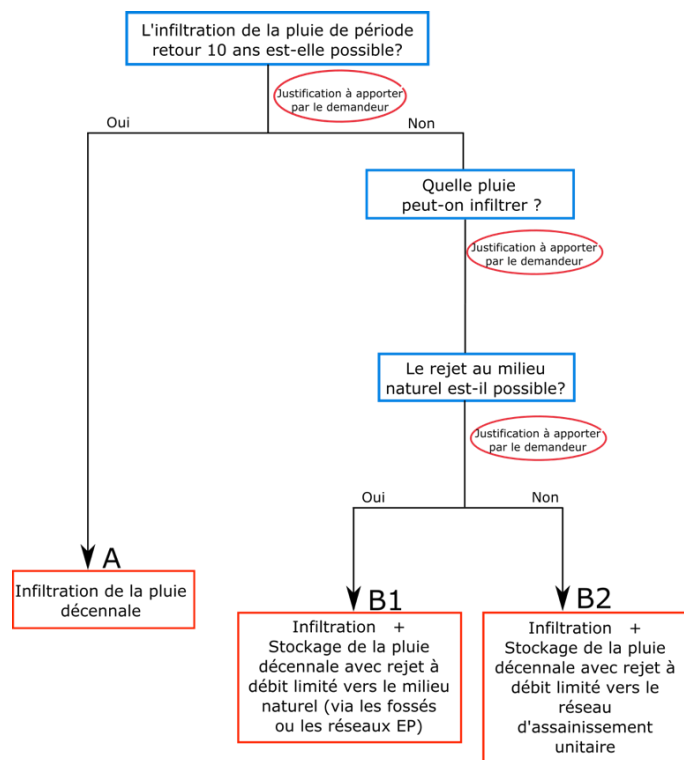 L'infiltration de la pluie de période
retour 10 ans est-elle possible?
Justification à apporter
par le demandeur
Oui
Non
Quelle pluie
peut-on infiltrer ?
Justification à apporter
par le demandeur
Le rejet au milieu
naturel est-il possible?
Justification à apporter
par le demandeur
Oui
Non
A
Infiltration de la pluie
décennale
B1
Infiltration +
Stockage de la pluie
décennale avec rejet à
débit limité vers le milieu
naturel (via les fossés
ou les réseaux EP)
B2
Infiltration +
Stockage de la pluie
décennale avec rejet à
débit limité vers le
réseau
d'assainissement
unitaire